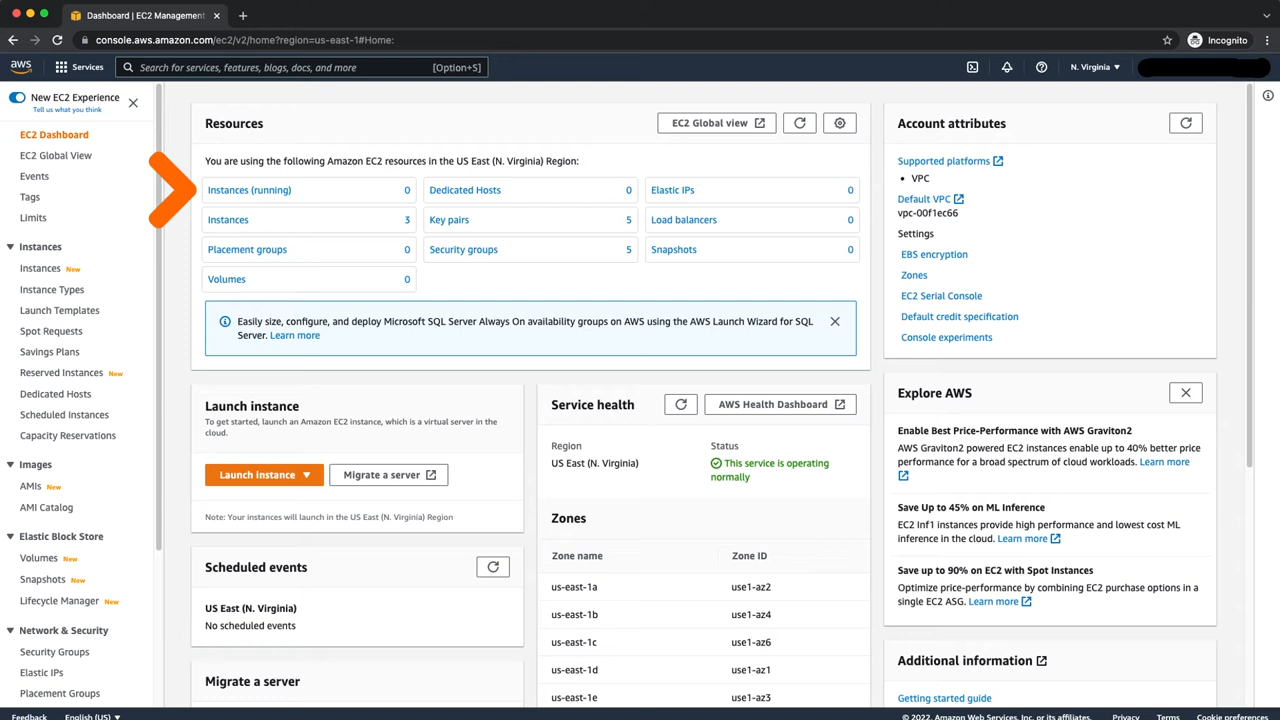 Dashboard | EC2 Management
console.aws.amazon.com/ec2/v2/home?region=us-east-1#Home:
Incognito
aws
Services
Search for services, features, blogs, docs, and more
[Option+S]
N. Virginia
New EC2 Experience
Tell us what you think
EC2 Dashboard
EC2 Global View
Events
Tags
Limits
Instances
Instances New
Instance Types
Launch Templates
Spot Requests
Savings Plans
Reserved Instances New
Dedicated Hosts
Scheduled Instances
Capacity Reservations
Images
AMIs New
AMI Catalog
Elastic Block Store
Volumes New
Snapshots New
Lifecycle Manager New
Network & Security
Security Groups
Elastic IPs
Placement Groups
Resources
EC2 Global view
You are using the following Amazon EC2 resources in the US East (N. Virginia) Region:
Instances (running) 0
Dedicated Hosts 0
Elastic IPs 0
Instances 3
Key pairs 5
Load balancers 0
Placement groups 0
Security groups 5
Snapshots 0
Volumes 0
Easily size, configure, and deploy Microsoft SQL Server Always On availability groups on AWS using the AWS Launch Wizard for SQL
Server. Learn more
Launch instance
To get started, launch an Amazon EC2 instance, which is a virtual server in the
cloud.
Launch Instance
Migrate a server
Note: Your instances will launch in the US East (N. Virginia) Region
Scheduled events
US East (N. Virginia)
No scheduled events
Migrate a server
Service health
AWS Health Dashboard
Region
US East (N. Virginia)
Status
This service is operating
normally
Zones
Zone name Zone ID
us-east-1a use1-az2
us-east-1b use1-az4
us-east-1c use1-az6
us-east-1d use1-az1
us-east-1e use1-az3
Account attributes
Supported platforms
• VPC
Default VPC
vpc-00f1ec66
Settings
EBS encryption
Zones
EC2 Serial Console
Default credit specification
Console experiments
Explore AWS
Enable Best Price-Performance with AWS Graviton2
AWS Graviton2 powered EC2 instances enable up to 40% better price
performance for a broad spectrum of cloud workloads. Learn more
Save Up to 45% on ML Inference
EC2 Inf1 instances provide high performance and lowest cost ML
inference in the cloud. Learn more
Save up to 90% on EC2 with Spot Instances
Optimize price-performance by combining EC2 purchase options in a
single EC2 ASG. Learn more
Additional information
Getting started guide
Feedback
English (US)
© 2022, Amazon Web Services, Inc. or its affiliates.
Privacy
Terms
Cookie preferences